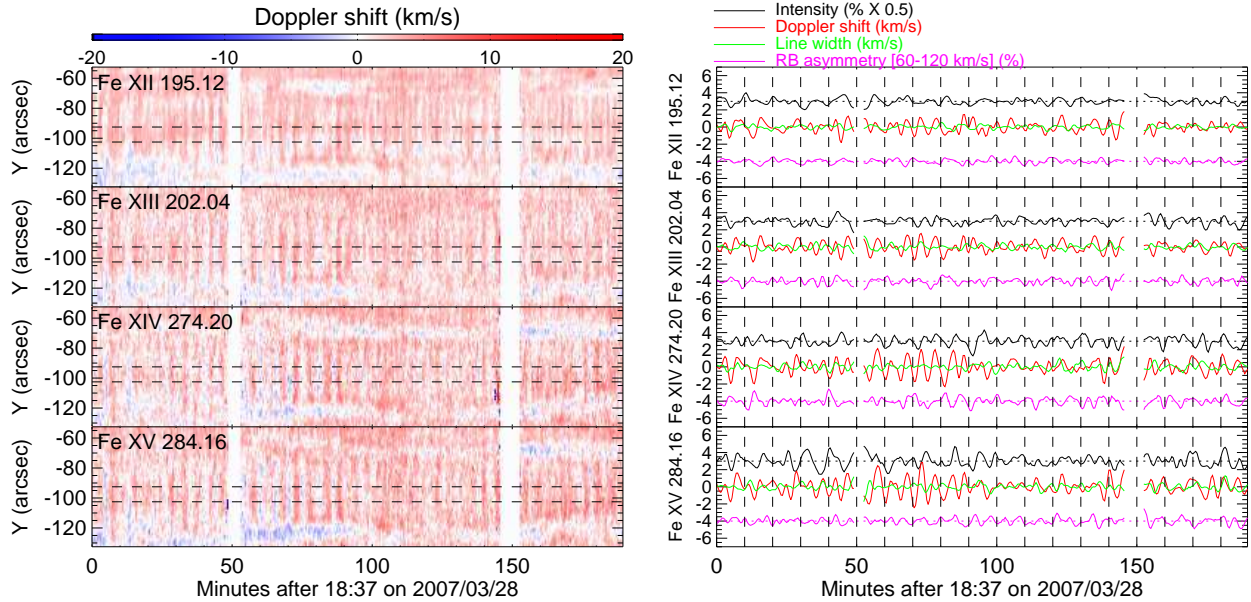 Doppler shift (km/s)
-20 -10 0 10 20
Fe XII 195.12
-60
-80
-100
-120
Y (arcsec)
Fe XIII 202.04
-60
-80
-100
-120
Y (arcsec)
Fe XIV 274.20
-60
-80
-100
-120
Y (arcsec)
Fe XV 284.16
-60
-80
-100
-120
Y (arcsec)
0 50 100 150
Minutes after 18:37 on 2007/03/28
Intensity (% X 0.5)
Doppler shift (km/s)
Line width (km/s)
RB asymmetry [60-120 km/s] (%)
Fe XII 195.12
6
4
2
0
-2
-4
-6
Fe XIII 202.04
6
4
2
0
-2
-4
-6
Fe XIV 274.20
6
4
2
0
-2
-4
-6
Fe XV 284.16
6
4
2
0
-2
-4
-6
0 50 100 150
Minutes after 18:37 on 2007/03/28